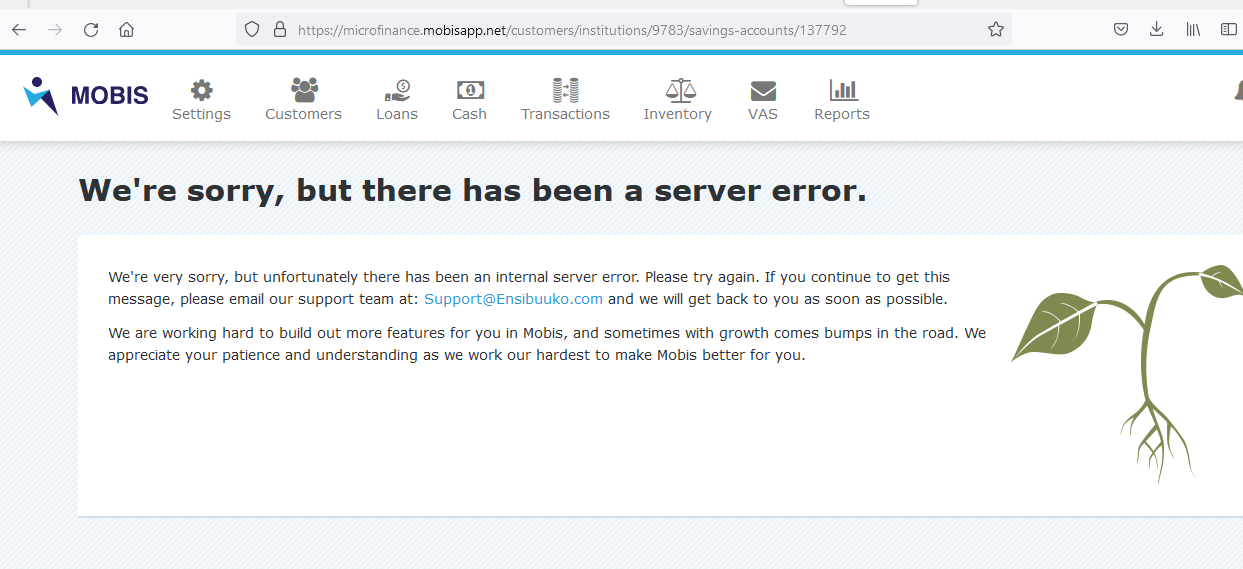 https://microfinance.mobisapp.net/customers/institutions/9783/savings-accounts/137792
MOBIS
Settings
Customers
Loans
Cash
Transactions
Inventory
VAS
Reports
We're sorry, but there has been a server error.
We're very sorry, but unfortunately there has been an internal server error. Please try again. If you continue to get this
message, please email our support team at: Support@Ensibuuko.com and we will get back to you as soon as possible.
We are working hard to build out more features for you in Mobis, and sometimes with growth comes bumps in the road. We
appreciate your patience and understanding as we work our hardest to make Mobis better for you.